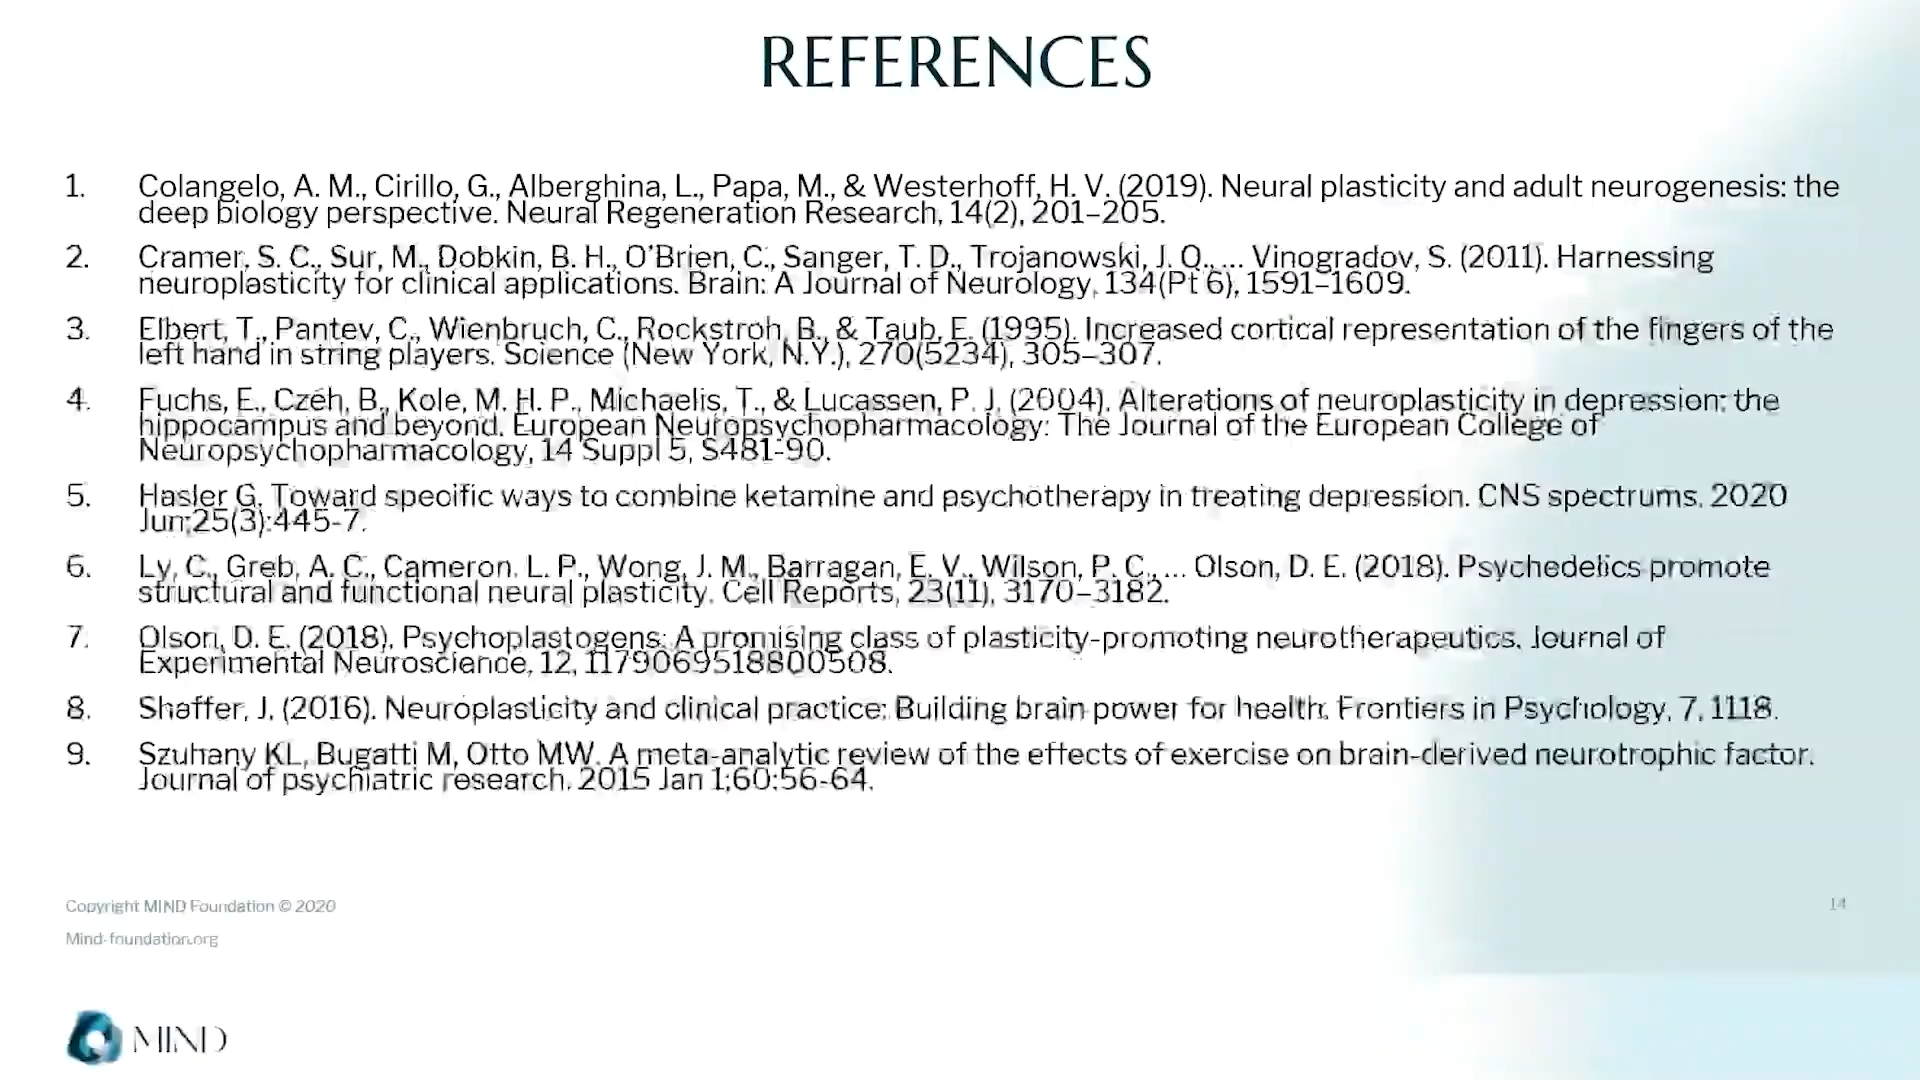 REFERENCES
1. Colangelo, A. M., Cirillo, G., Alberghina, L., Papa, M., & Westerhoff, H. V. (2019). Neural plasticity and adult neurogenesis: the
deep biology perspective. Neural Regeneration Research, 14(2), 201–205.
2. Cramer, S. C., Sur, M., Dobkin, B. H., O’Brien, C., Sanger, T. D., Trojanowski, J. Q., … Vinogradov, S. (2011). Harnessing
neuroplasticity for clinical applications. Brain: A Journal of Neurology, 134(Pt 6), 1591–1609.
3. Elbert, T., Pantev, C., Wienbruch, C., Rockstroh, B., & Taub, E. (1995). Increased cortical representation of the fingers of the
left hand in string players. Science (New York, N.Y.), 270(5234), 305–307.
4. Fuchs, E., Czéh, B., Kole, M. H. P., Michaelis, T., & Lucassen, P. J. (2004). Alterations of neuroplasticity in depression: the
hippocampus and beyond. European Neuropsychopharmacology: The Journal of the European College of
Neuropsychopharmacology, 14 Suppl 5, S481-90.
5. Hasler G. Toward specific ways to combine ketamine and psychotherapy in treating depression. CNS spectrums. 2020
Jun;25(3):445-7.
6. Ly, C., Greb, A. C., Cameron, L. P., Wong, J. M., Barragan, E. V., Wilson, P. C., … Olson, D. E. (2018). Psychedelics promote
structural and functional neural plasticity. Cell Reports, 23(11), 3170–3182.
7. Olson, D. E. (2018). Psychoplastogens: A promising class of plasticity-promoting neurotherapeutics. Journal of
Experimental Neuroscience, 12, 1179069518800508.
8. Shaffer, J. (2016). Neuroplasticity and clinical practice: Building brain power for health. Frontiers in Psychology, 7, 1118.
9. Szuhany KL, Bugatti M, Otto MW. A meta-analytic review of the effects of exercise on brain-derived neurotrophic factor.
Journal of psychiatric research. 2015 Jan 1;60:56-64.
Copyright MIND Foundation © 2020
14
Mind-foundation.org
MIND